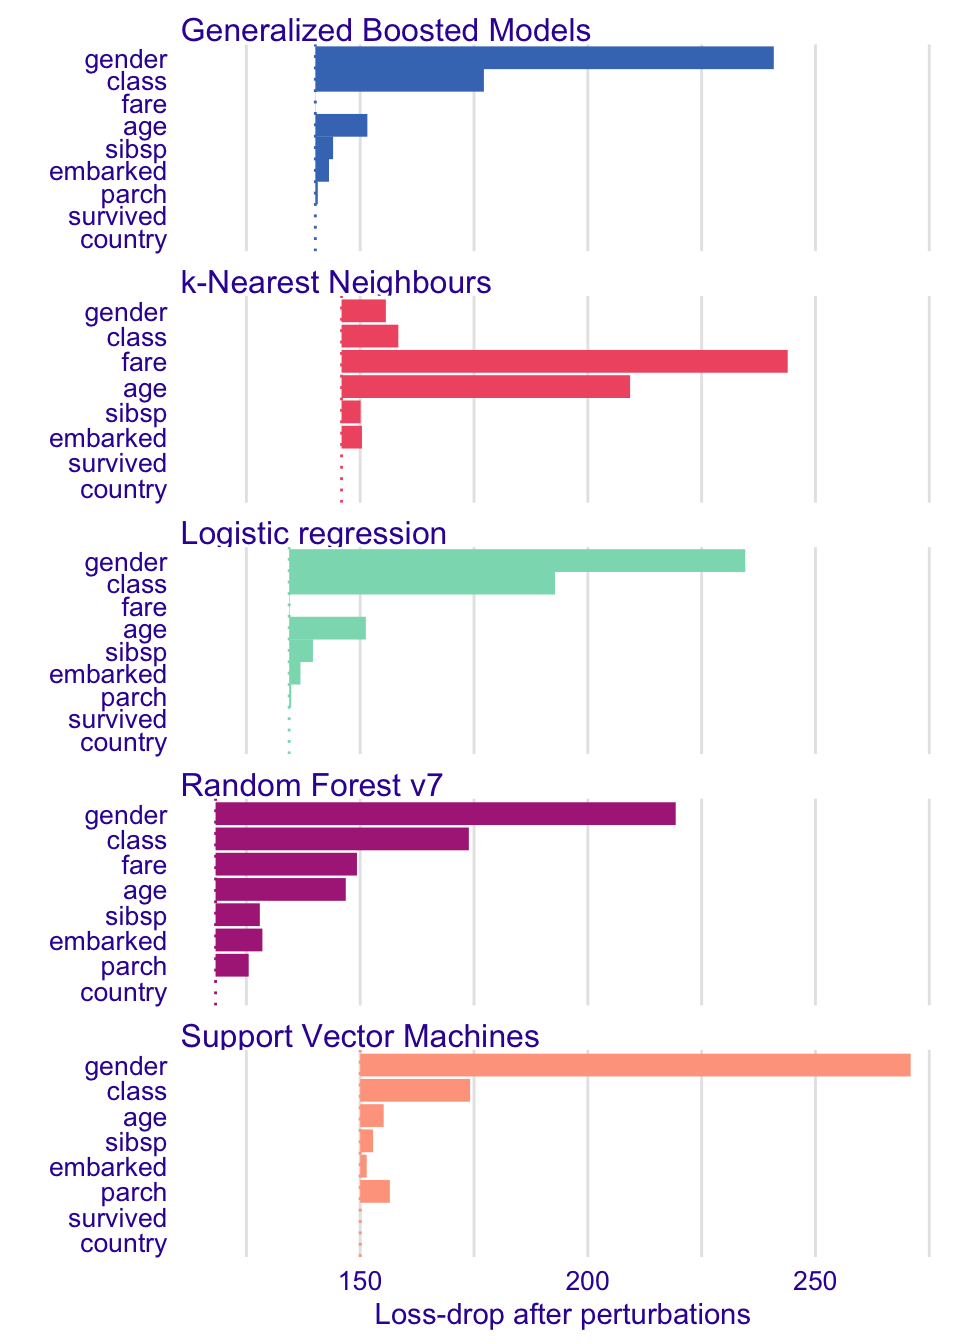 Generalized Boosted Models
gender
class
fare
age
sibsp
embarked
parch
survived
country
k-Nearest Neighbours
gender
class
fare
age
sibsp
embarked
survived
country
Logistic regression
gender
class
fare
age
sibsp
embarked
parch
survived
country
Random Forest v7
gender
class
fare
age
sibsp
embarked
parch
country
Support Vector Machines
gender
class
age
sibsp
embarked
parch
survived
country
150 200 250
Loss-drop after perturbations